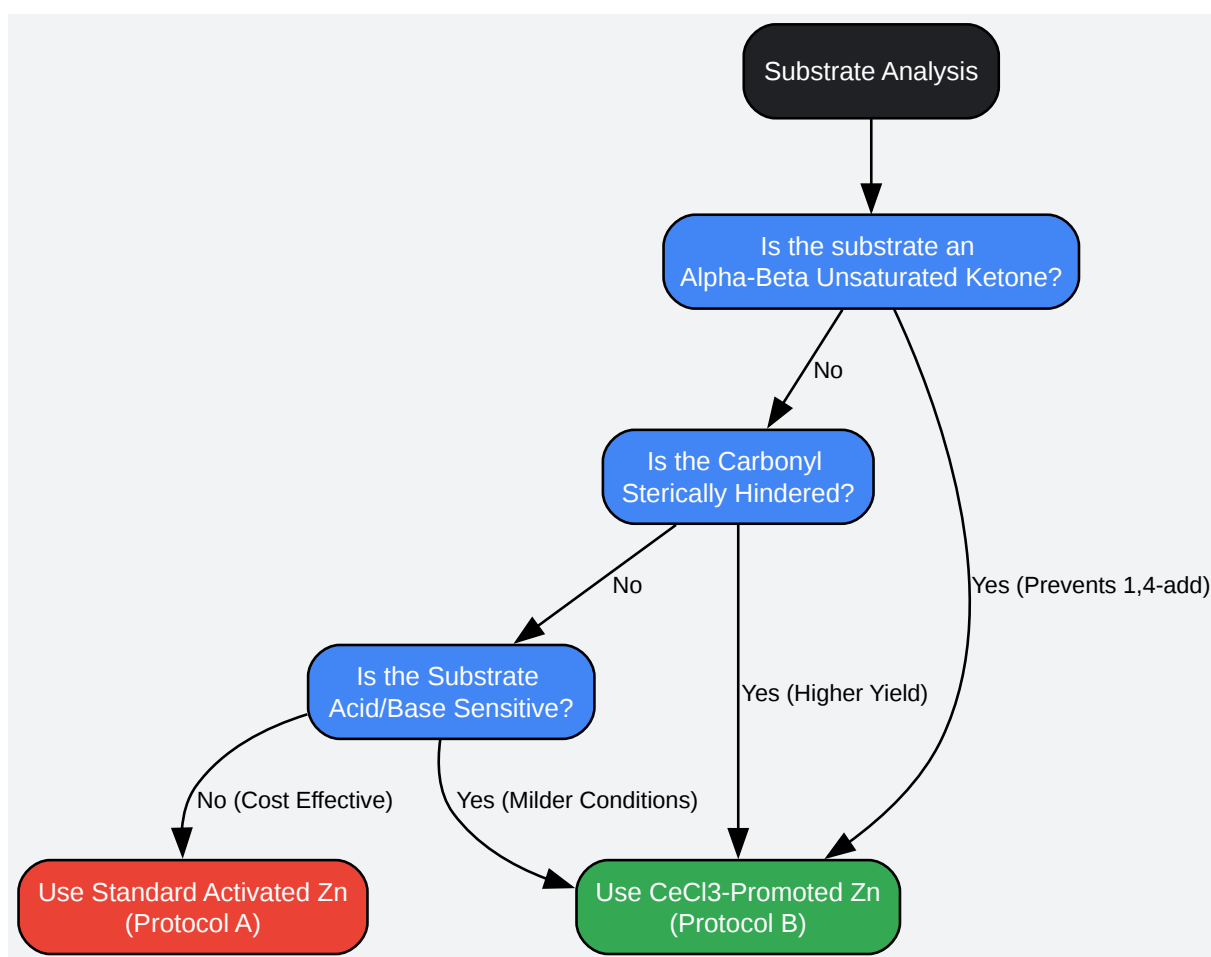 Substrate Analysis
Is the substrate an
Alpha-Beta Unsaturated Ketone?
No
Is the Carbonyl
Sterically Hindered?
No
Yes (Prevents 1,4-add)
Is the Substrate
Acid/Base Sensitive?
Yes (Higher Yield)
No (Cost Effective)
Yes (Milder Conditions)
Use Standard Activated Zn
(Protocol A)
Use CeCl3-Promoted Zn
(Protocol B)